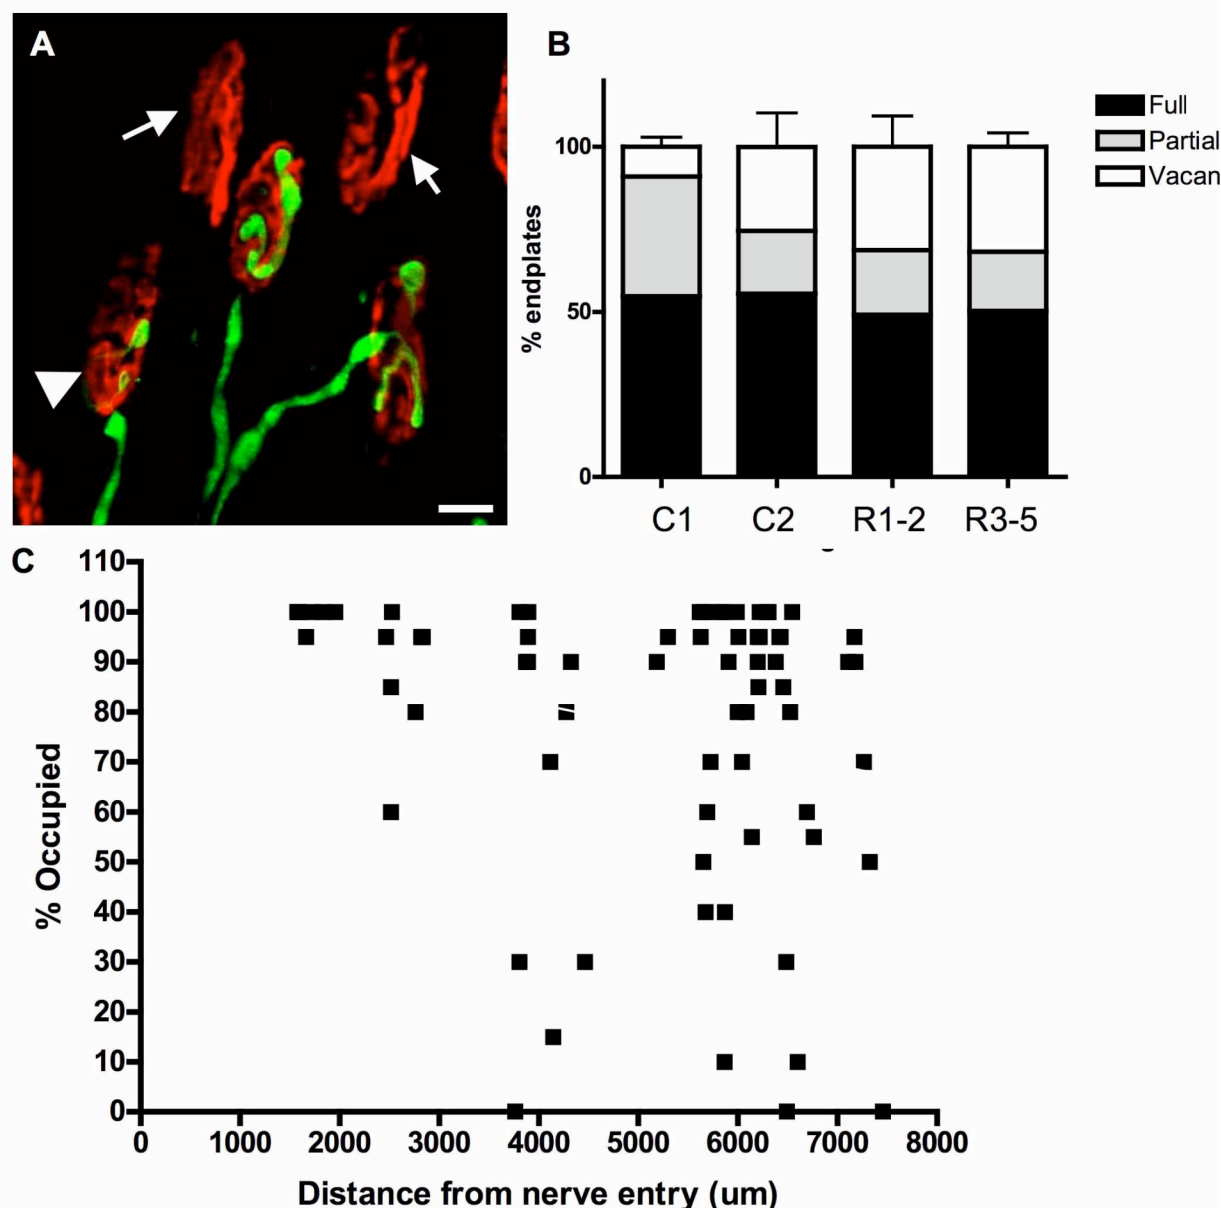 A
B
Full
Partial
Vacan
% endplates
100
50
0
C1 C2 R1-2 R3-5
C
% Occupied
110
100
90
80
70
60
50
40
30
20
10
0
0 1000 2000 3000 4000 5000 6000 7000 8000
Distance from nerve entry (um)